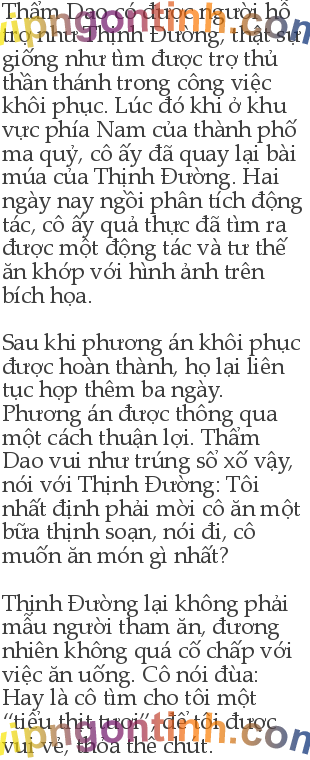 Thẩm Dao có được người hỗ
trợ như Thịnh Đường, thật sự
giống như tìm được trợ thủ
thần thánh trong công việc
khôi phục. Lúc đó khi ở khu
vực phía Nam của thành phố
ma quỷ, cô ấy đã quay lại bài
múa của Thịnh Đường. Hai
ngày nay ngồi phân tích động
tác, cô ấy quả thực đã tìm ra
được một động tác và tư thế
ăn khớp với hình ảnh trên
bích họa.
Sau khi phương án khôi phục
được hoàn thành, họ lại liên
tục họp thêm ba ngày.
Phương án được thông qua
một cách thuận lợi. Thẩm
Dao vui như trúng sổ xố vậy,
nói với Thịnh Đường: Tôi
nhất định phải mời cô ăn một
bữa thịnh soạn, nói đi, cô
muốn ăn món gì nhất?
Thịnh Đường lại không phải
mẫu người tham ăn, đương
nhiên không quá cố chấp với
việc ăn uống. Cô nói đùa:
Hay là cô tìm cho tôi một
“tiểu thịt tươi”, để tôi được
vui vẻ, thỏa thê chút.
vipngontinh.com
vipngontinh.com